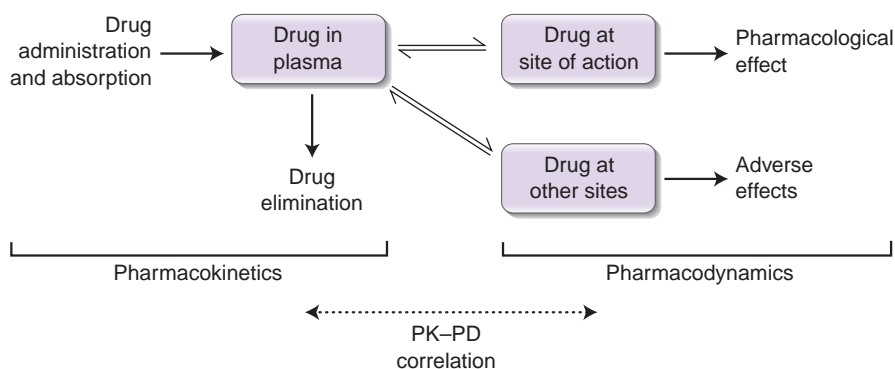 Drug
administration
and absorption
Drug in
plasma
Drug at
site of action
Pharmacological
effect
Drug
elimination
Drug at
other sites
Adverse
effects
Pharmacokinetics
Pharmacodynamics
PK–PD
correlation